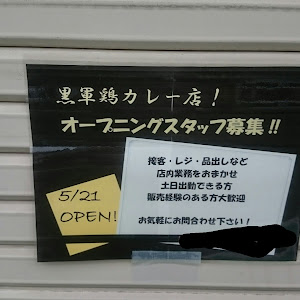 黒軍鶏カレー店！
オープニングスタッフ募集!!
接客・レジ・品出しなど
店内業務をおまかせ
土日出勤できる方
販売経験のある方大歓迎
お気軽にお問合わせ下さい！
5/21
OPEN!